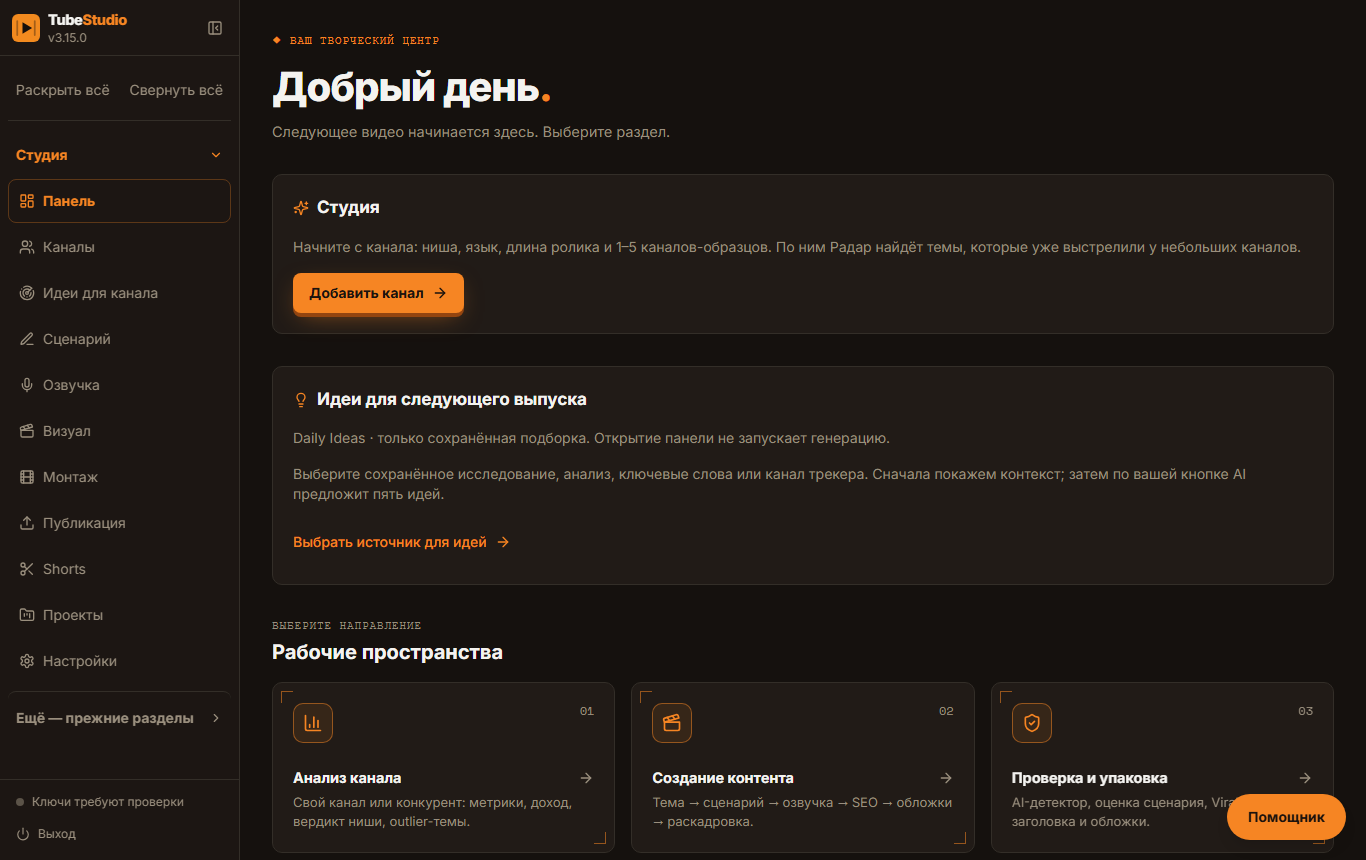 TubeStudio
v3.15.0
Раскрыть всё Свернуть всё
Студия
Панель
Каналы
Идеи для канала
Сценарий
Озвучка
Визуал
Монтаж
Публикация
Shorts
Проекты
Настройки
Ещё — прежние разделы
Ключи требуют проверки
Выход
ВАШ ТВОРЧЕСКИЙ ЦЕНТР
Добрый день.
Следующее видео начинается здесь. Выберите раздел.
Студия
Начните с канала: ниша, язык, длина ролика и 1–5 каналов-образцов. По ним Радар найдёт темы, которые уже выстрелили у небольших каналов.
Добавить канал →
Идеи для следующего выпуска
Daily Ideas · только сохранённая подборка. Открытие панели не запускает генерацию.
Выберите сохранённое исследование, анализ, ключевые слова или канал трекера. Сначала покажем контекст; затем по вашей кнопке AI
предложит пять идей.
Выбрать источник для идей →
ВЫБЕРИТЕ НАПРАВЛЕНИЕ
Рабочие пространства
01
Анализ канала →
Свой канал или конкурент: метрики, доход,
вердикт ниши, outlier-темы.
02
Создание контента →
Тема → сценарий → озвучка → SEO → обложки
→ раскадровка.
03
Проверка и упаковка →
AI-детектор, оценка сценария,
заголовка и обложки.
Помощник